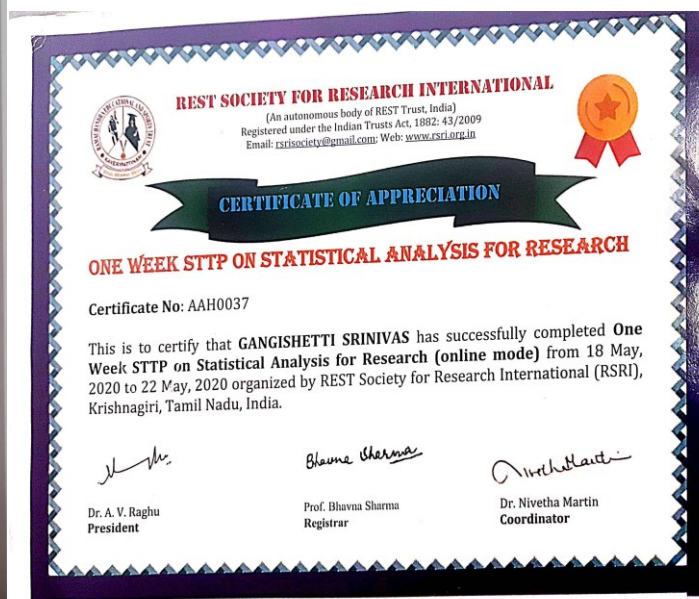 REST SOCIETY FOR RESEARCH INTERNATIONAL
(An autonomous body of REST Trust, India)
Registered under the Indian Trusts Act, 1882: 43/2009
Email: rsrisociety@gmail.com; Web: www.rsri.org.in
CERTIFICATE OF APPRECIATION
ONE WEEK STTP ON STATISTICAL ANALYSIS FOR RESEARCH
Certificate No: AAH0037
This is to certify that GANGISHETTI SRINIVAS has successfully completed One
Week STTP on Statistical Analysis for Research (online mode) from 18 May,
2020 to 22 May, 2020 organized by REST Society for Research International (RSRI),
Krishnagiri, Tamil Nadu, India.
Bhavna Sharma
Dr. A. V. Raghu
President
Prof. Bhavna Sharma
Registrar
Dr. Nivetha Martin
Coordinator